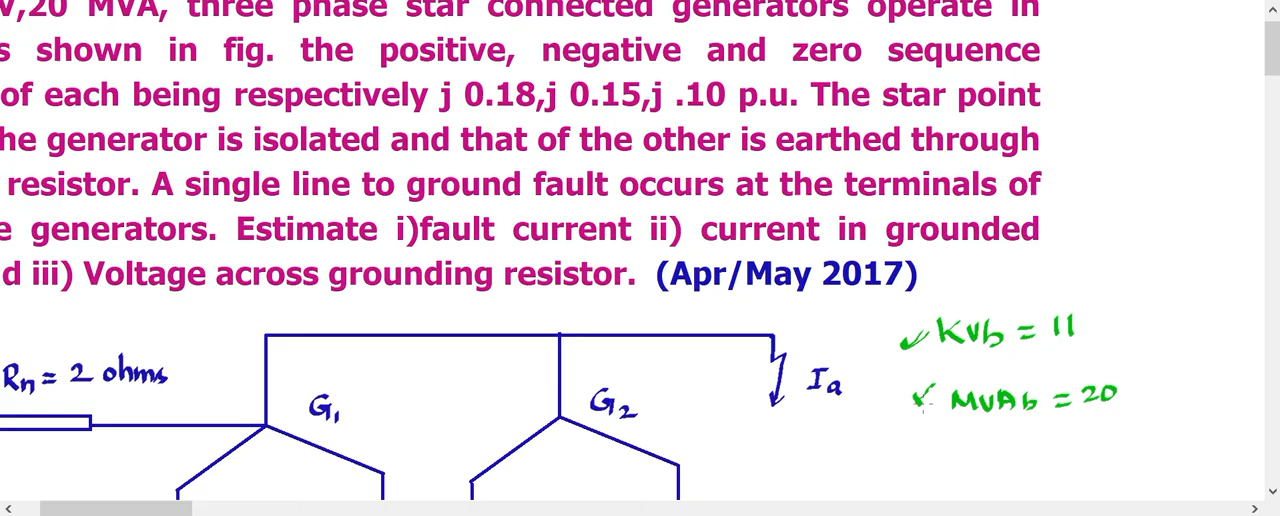 V,20 MVA, three phase star connected generators operate in
s shown in fig. the positive, negative and zero sequence
of each being respectively j 0.18,j 0.15,j .10 p.u. The star point
he generator is isolated and that of the other is earthed through
resistor. A single line to ground fault occurs at the terminals of
e generators. Estimate i)fault current ii) current in grounded
d iii) Voltage across grounding resistor. (Apr/May 2017)
KVb = 11
Rn = 2 ohms
Ia
MVAb = 20
G1
G2